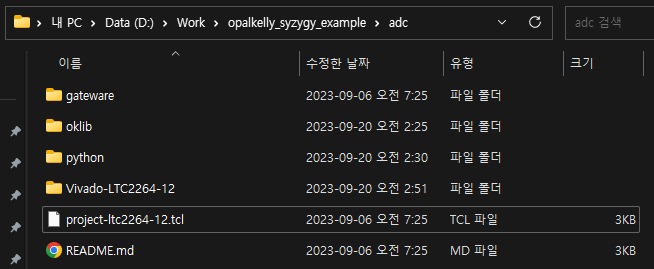 내 PC > Data (D:) > Work > opalkelly_syzygy_example > adc adc 검색
이름 수정한 날짜 유형 크기
gateware 2023-09-06 오전 7:25 파일 폴더
oklib 2023-09-20 오전 2:25 파일 폴더
python 2023-09-20 오전 2:30 파일 폴더
Vivado-LTC2264-12 2023-09-20 오전 2:51 파일 폴더
project-ltc2264-12.tcl 2023-09-06 오전 7:25 TCL 파일 3KB
README.md 2023-09-06 오전 7:25 MD 파일 3KB